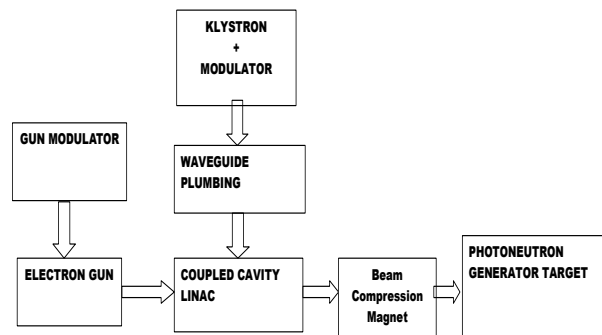 KLYSTRON
+
MODULATOR
GUN MODULATOR
WAVEGUIDE
PLUMBING
ELECTRON GUN
COUPLED CAVITY
LINAC
Beam
Compression
Magnet
PHOTONEUTRON
GENERATOR TARGET